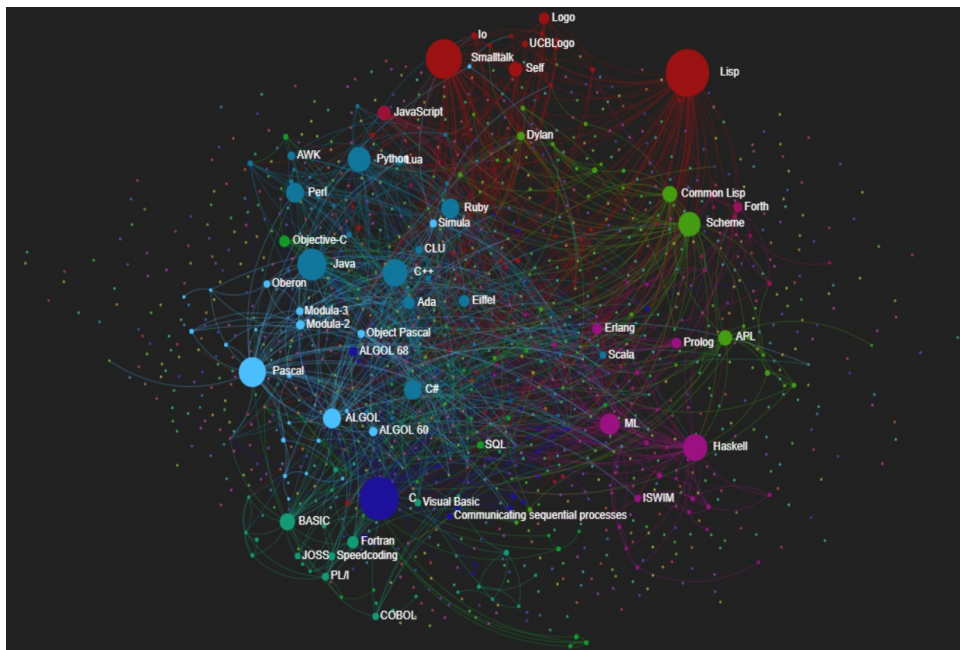 Logo
Io
UCBLogo
Smalltalk
Self
Lisp
JavaScript
Dylan
AWK
Python
Lua
Perl
Common Lisp
Forth
Ruby
Simula
Scheme
Objective-C
CLU
Java
C++
Oberon
Ada
Eiffel
Modula-3
Modula-2
Object Pascal
Erlang
APL
Prolog
ALGOL 68
Scala
Pascal
C#
ALGOL
ML
ALGOL 60
SQL
Haskell
C
Visual Basic
ISWIM
Communicating sequential processes
BASIC
Fortran
JOSS
Speedcoding
PL/I
COBOL